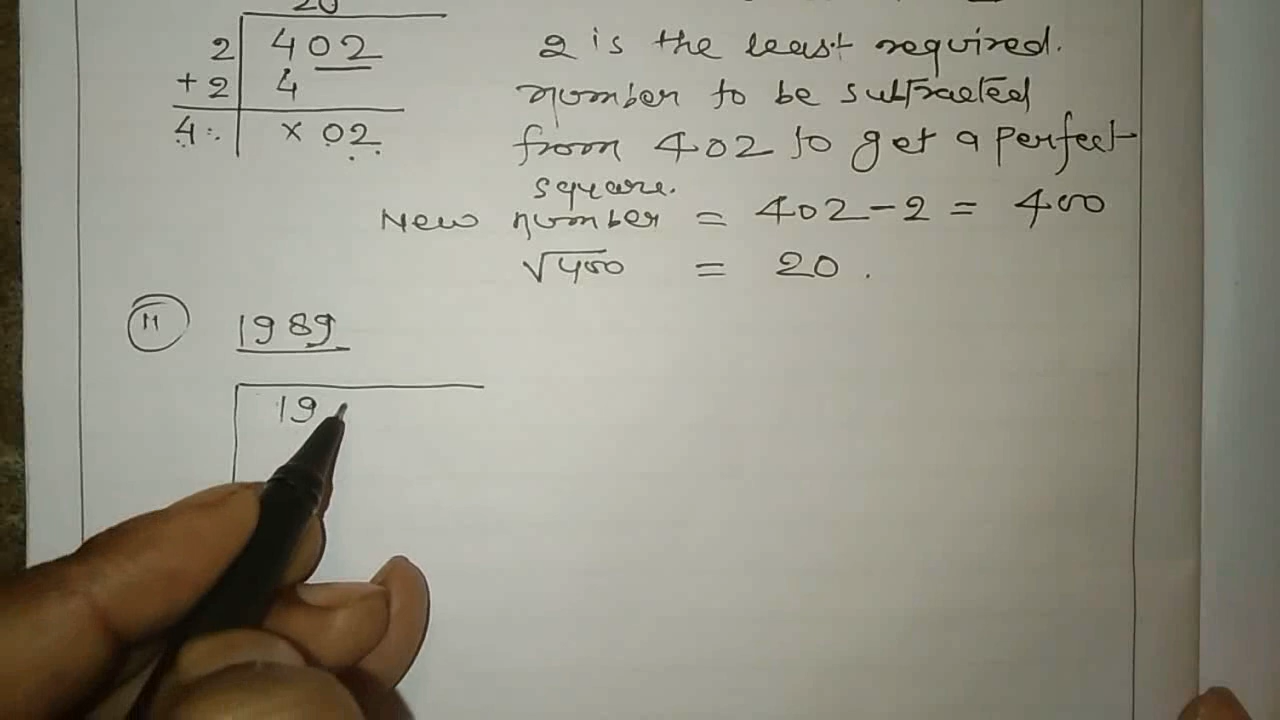 20
2 402
+2 4
4 × 02
2 is the least required.
number to be subtracted
from 402 to get a perfect
square.
New number = 402 - 2 = 400
√400 = 20.
11 1989
19